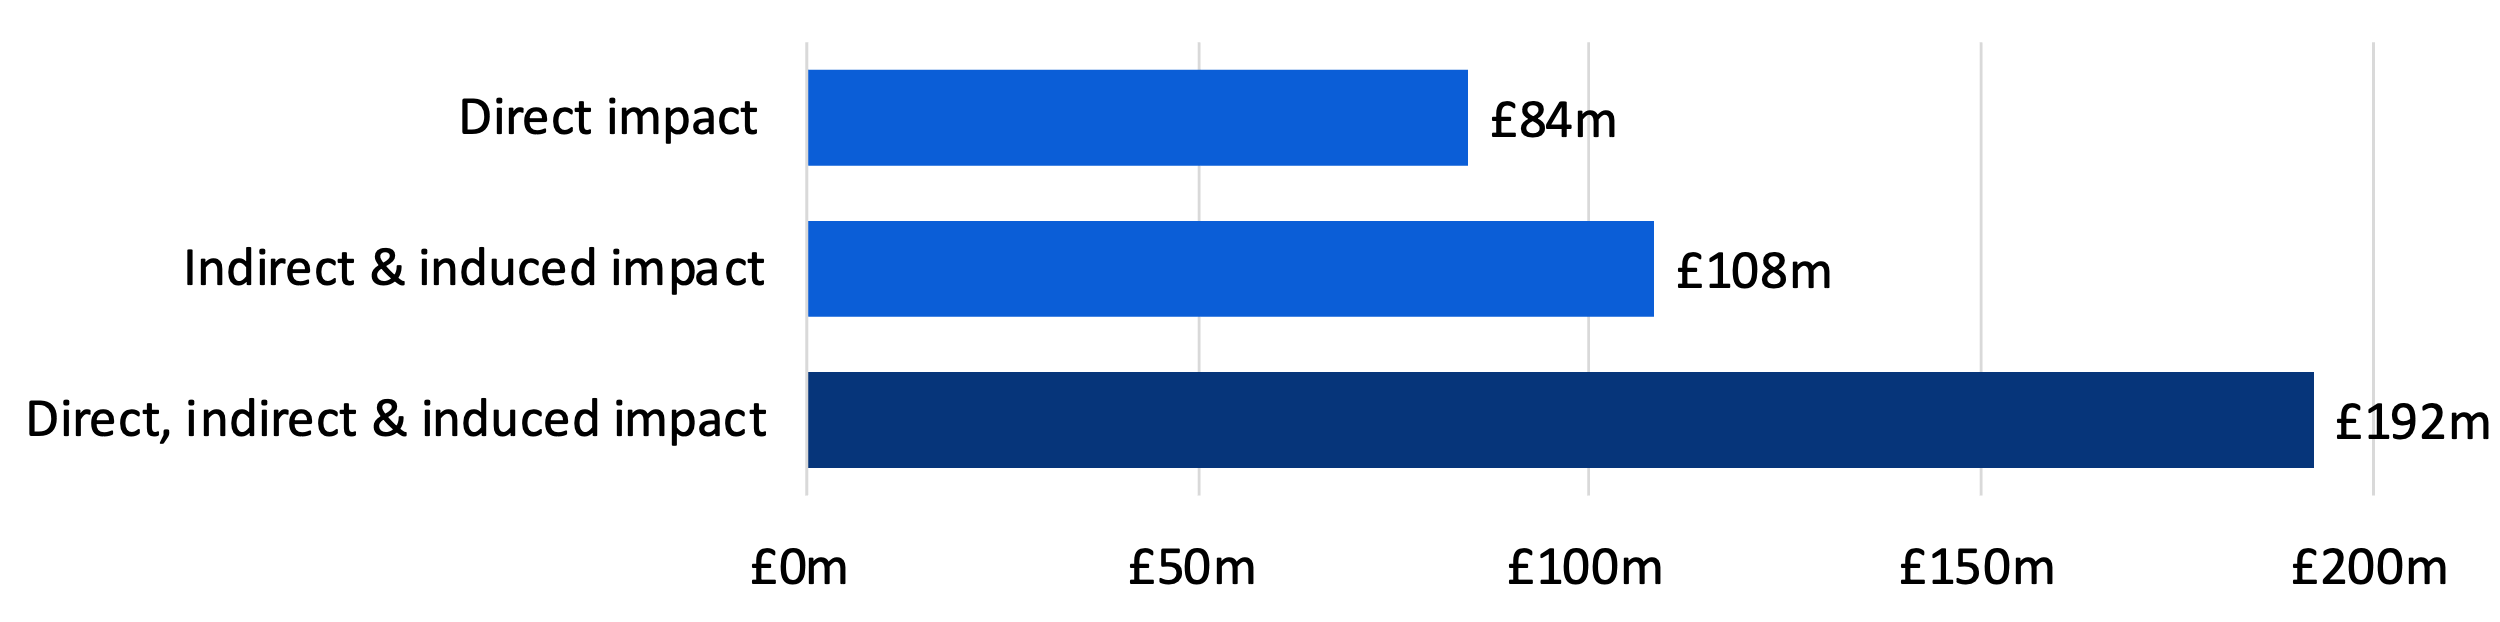 Direct impact
£84m
Indirect & induced impact
£108m
Direct, indirect & induced impact
£192m
£0m
£50m
£100m
£150m
£200m